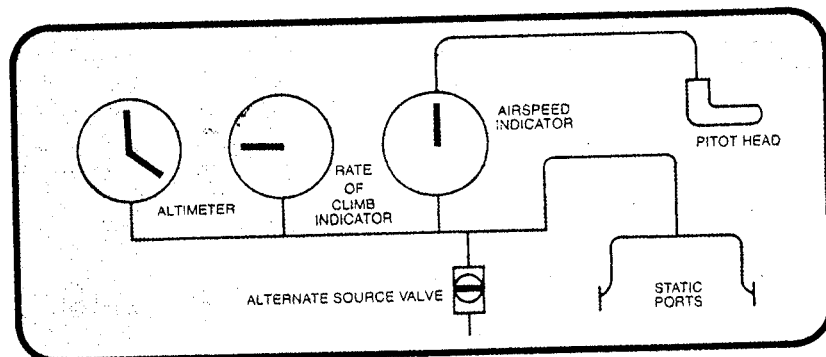 AIRSPEED
INDICATOR
PITOT HEAD
RATE
OF
CLIMB
INDICATOR
ALTIMETER
ALTERNATE SOURCE VALVE
STATIC
PORTS